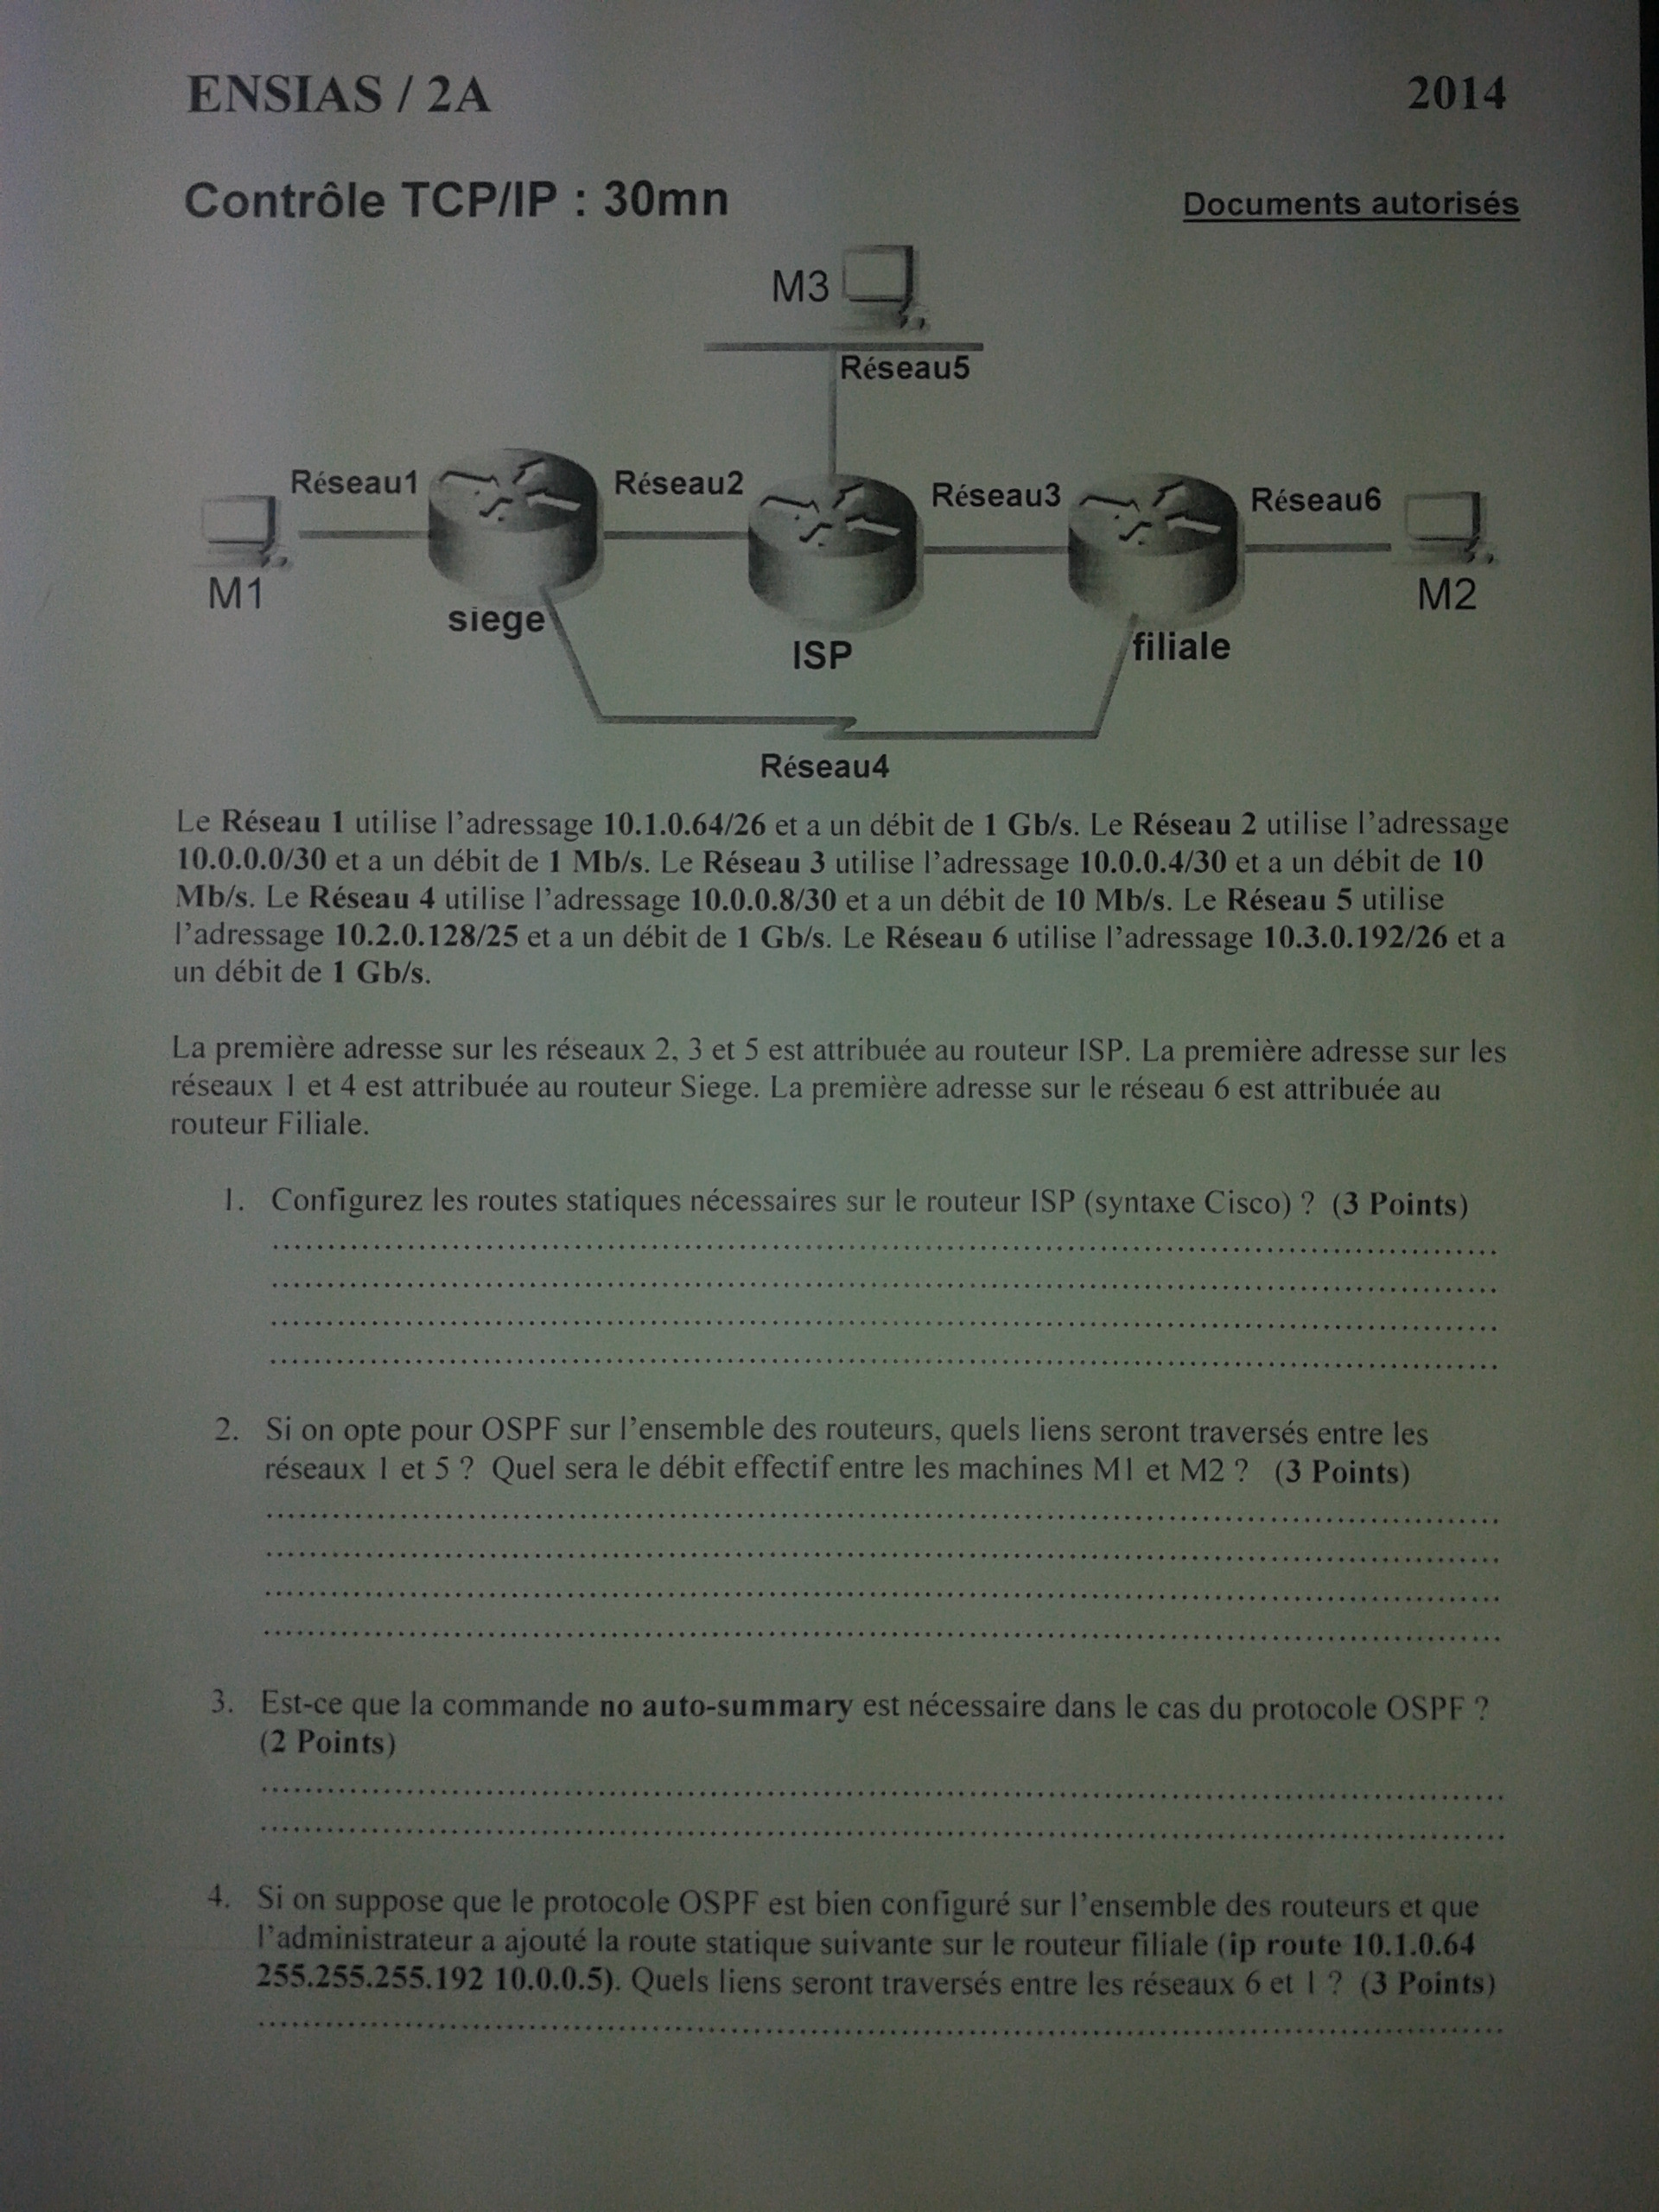 ENSIAS / 2A 2014
Contrôle TCP/IP : 30mn Documents autorisés
M3
Réseau5
Réseau1 Réseau2 Réseau3 Réseau6
M1 M2
siege ISP filiale
Réseau4
Le Réseau 1 utilise l’adressage 10.1.0.64/26 et a un débit de 1 Gb/s. Le Réseau 2 utilise l’adressage
10.0.0.0/30 et a un débit de 1 Mb/s. Le Réseau 3 utilise l’adressage 10.0.0.4/30 et a un débit de 10
Mb/s. Le Réseau 4 utilise l’adressage 10.0.0.8/30 et a un débit de 10 Mb/s. Le Réseau 5 utilise
l’adressage 10.2.0.128/25 et a un débit de 1 Gb/s. Le Réseau 6 utilise l’adressage 10.3.0.192/26 et a
un débit de 1 Gb/s.
La première adresse sur les réseaux 2, 3 et 5 est attribuée au routeur ISP. La première adresse sur les
réseaux 1 et 4 est attribuée au routeur Siege. La première adresse sur le réseau 6 est attribuée au
routeur Filiale.
1. Configurez les routes statiques nécessaires sur le routeur ISP (syntaxe Cisco) ? (3 Points)
2. Si on opte pour OSPF sur l’ensemble des routeurs, quels liens seront traversés entre les
réseaux 1 et 5 ? Quel sera le débit effectif entre les machines M1 et M2 ? (3 Points)
3. Est-ce que la commande no auto-summary est nécessaire dans le cas du protocole OSPF ?
(2 Points)
4. Si on suppose que le protocole OSPF est bien configuré sur l’ensemble des routeurs et que
l’administrateur a ajouté la route statique suivante sur le routeur filiale (ip route 10.1.0.64
255.255.255.192 10.0.0.5). Quels liens seront traversés entre les réseaux 6 et 1 ? (3 Points)